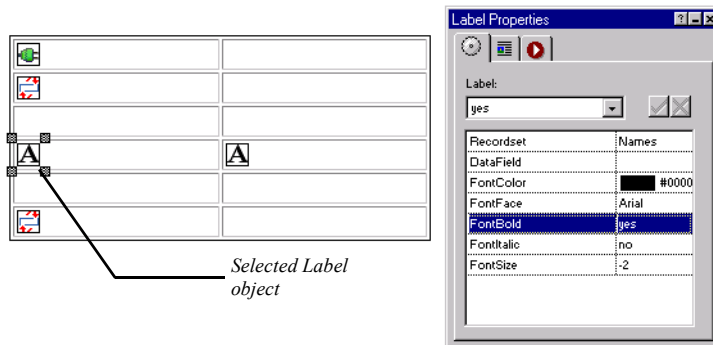 Label Properties
Label:
yes
Recordset Names
DataField
FontColor #0000
FontFace Arial
FontBold yes
FontItalic no
FontSize -2
A A
Selected Label
object